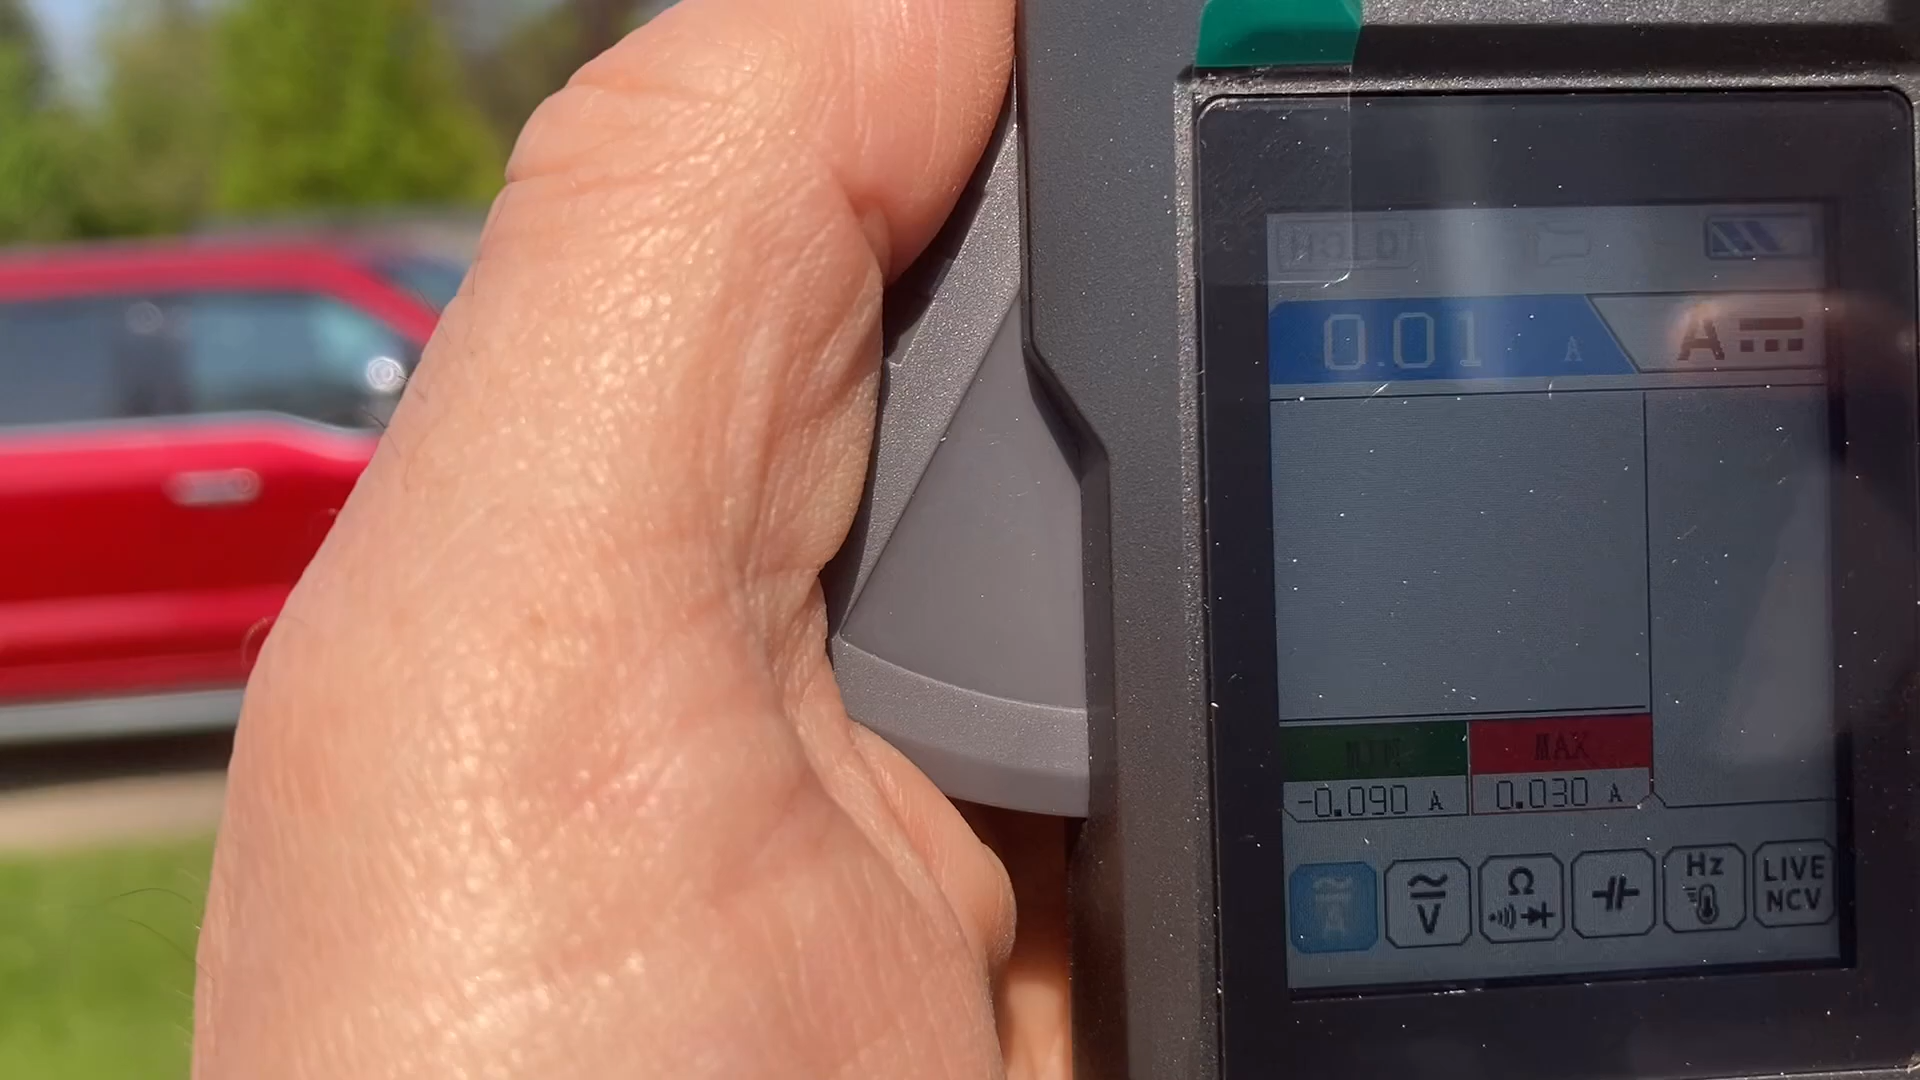 HOLD
0.01 A A
MIN MAX
-0.090 A 0.030 A
A V Ω Hz LIVE NCV